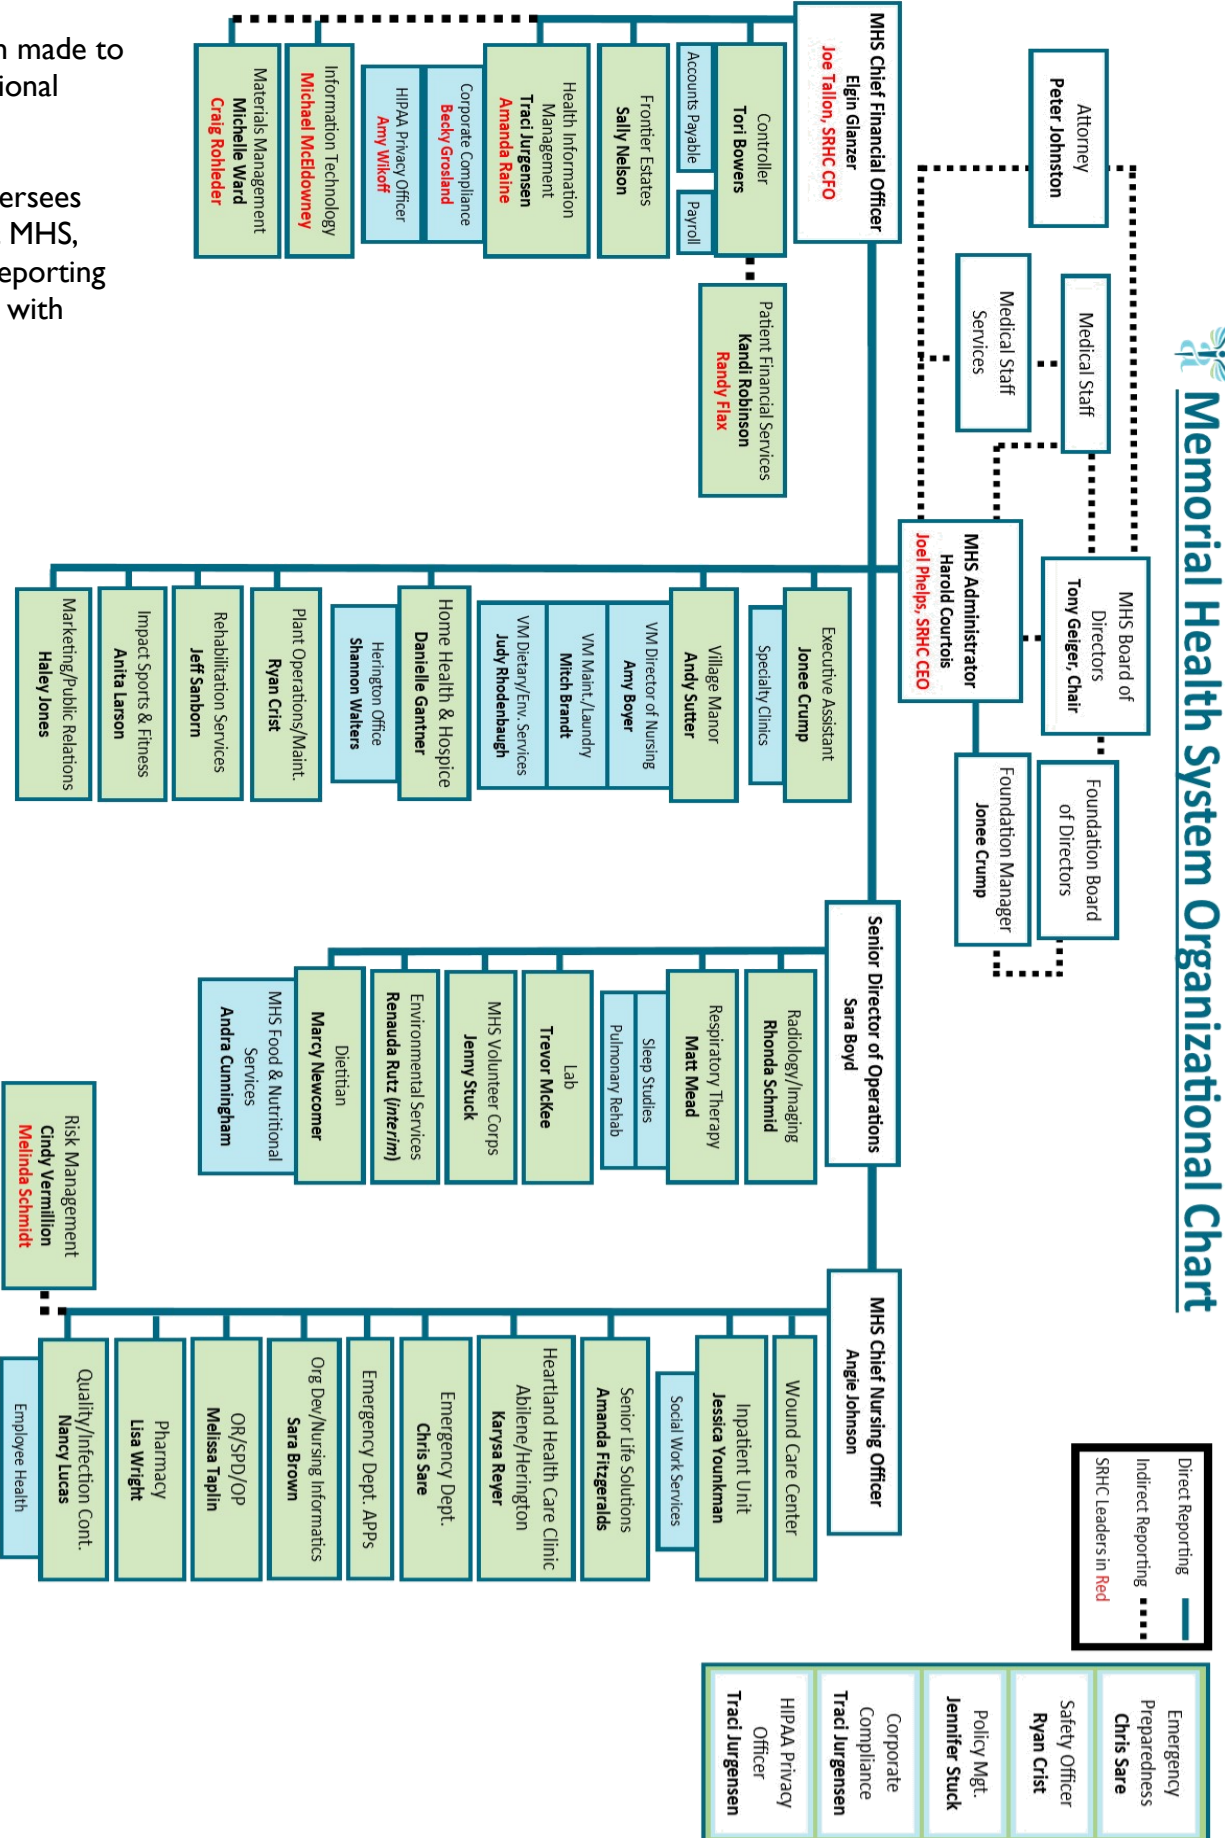 n made to
ional
ersees
MHS,
eporting
with
Memorial Health System Organizational Chart
Direct Reporting
Indirect Reporting
SRHC Leaders in Red
Attorney
Peter Johnston
Medical Staff
Medical Staff
Services
MHS Board of
Directors
Tony Geiger, Chair
Foundation Board
of Directors
MHS Administrator
Harold Courtois
Joel Phelps, SRHC CEO
Foundation Manager
Jonee Crump
MHS Chief Financial Officer
Elgin Glanzer
Joe Tallon, SRHC CFO
Controller
Tori Bowers
Accounts Payable
Payroll
Patient Financial Services
Kandi Robinson
Randy Flax
Frontier Estates
Sally Nelson
Health Information
Management
Traci Jurgensen
Amanda Raine
Corporate Compliance
Becky Grosland
HIPAA Privacy Officer
Amy Wikoff
Information Technology
Michael McEldowney
Materials Management
Michelle Ward
Craig Rohleder
Executive Assistant
Jonee Crump
Specialty Clinics
Village Manor
Andy Sutter
VM Director of Nursing
Amy Boyer
VM Maint./Laundry
Mitch Brandt
VM Dietary/Env. Services
Judy Rhodenbaugh
Home Health & Hospice
Danielle Gantner
Herington Office
Shannon Walters
Plant Operations/Maint.
Ryan Crist
Rehabilitation Services
Jeff Sanborn
Impact Sports & Fitness
Anita Larson
Marketing/Public Relations
Haley Jones
Senior Director of Operations
Sara Boyd
Radiology/Imaging
Rhonda Schmid
Respiratory Therapy
Matt Mead
Sleep Studies
Pulmonary Rehab
Lab
Trevor McKee
MHS Volunteer Corps
Jenny Stuck
Environmental Services
Renauda Rutz (interim)
Dietitian
Marcy Newcomer
MHS Food & Nutritional
Services
Andra Cunningham
MHS Chief Nursing Officer
Angie Johnson
Wound Care Center
Inpatient Unit
Jessica Younkman
Social Work Services
Senior Life Solutions
Amanda Fitzgeralds
Heartland Health Care Clinic
Abilene/Herington
Karysa Reyer
Emergency Dept.
Chris Sare
Emergency Dept. APPs
Org Dev/Nursing Informatics
Sara Brown
OR/SPD/OP
Melissa Taplin
Pharmacy
Lisa Wright
Quality/Infection Cont.
Nancy Lucas
Employee Health
Risk Management
Cindy Vermillion
Melinda Schmidt
Emergency
Preparedness
Chris Sare
Safety Officer
Ryan Crist
Policy Mgt.
Jennifer Stuck
Corporate
Compliance
Traci Jurgensen
HIPAA Privacy
Officer
Traci Jurgensen